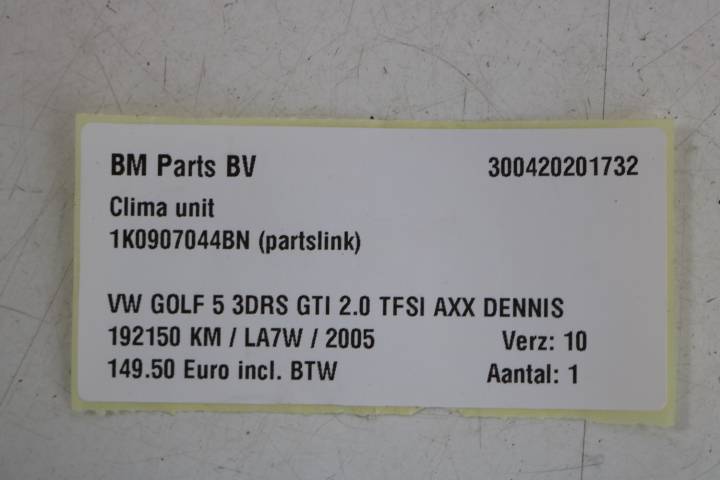 BM Parts BV 300420201732
Clima unit
1K0907044BN (partslink)
VW GOLF 5 3DRS GTI 2.0 TFSI AXX DENNIS
192150 KM / LA7W / 2005 Verz: 10
149.50 Euro incl. BTW Aantal: 1